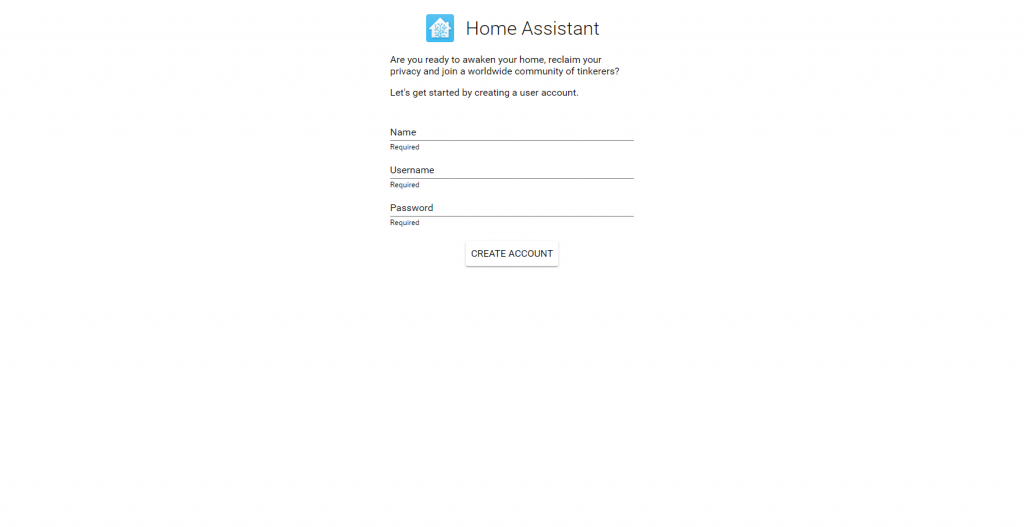 Home Assistant
Are you ready to awaken your home, reclaim your
privacy and join a worldwide community of tinkerers?
Let's get started by creating a user account.
Name
Required
Username
Required
Password
Required
CREATE ACCOUNT